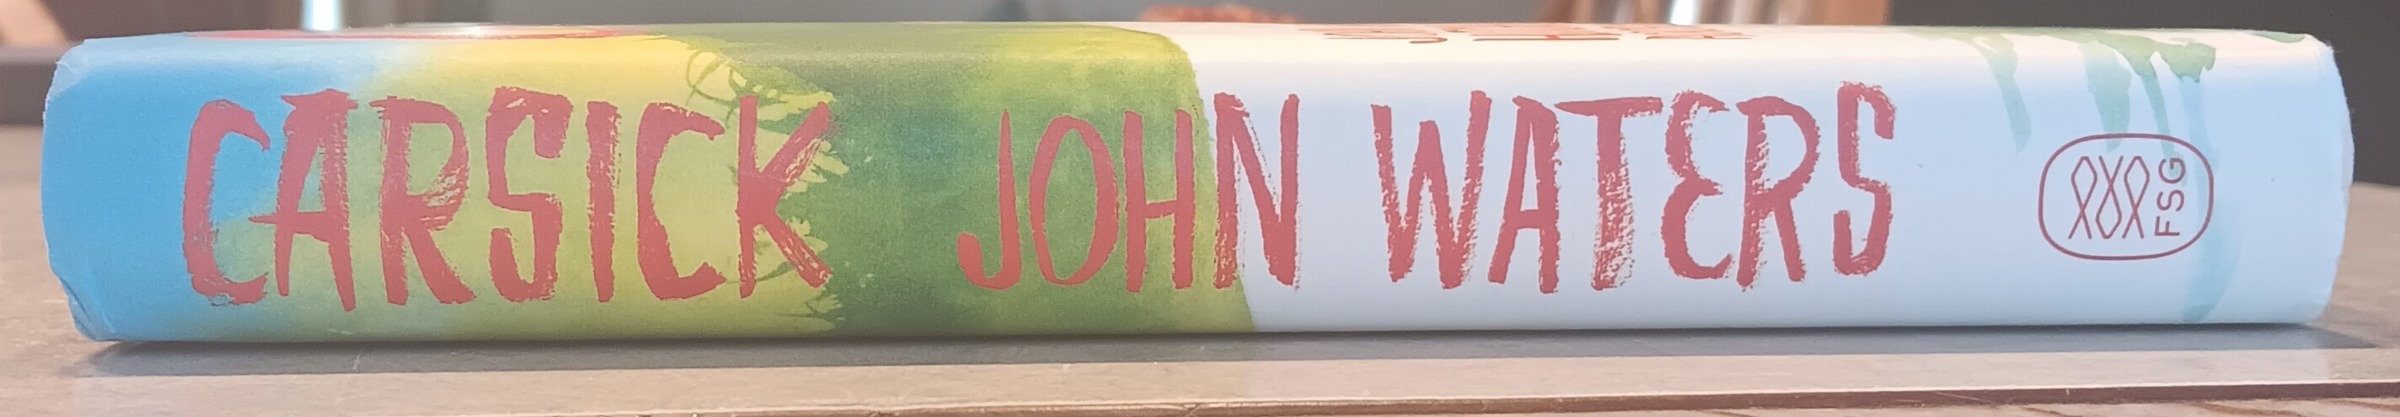 CARSICK JOHN WATERS FSG